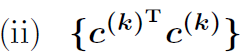 (ii) {c^{(k)^T} c^{(k)}}